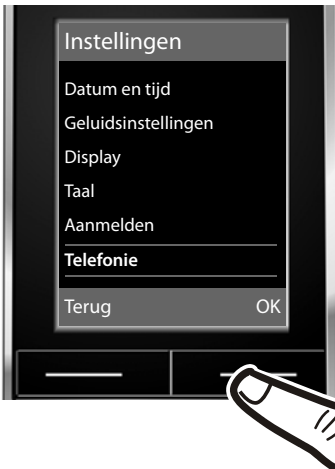 Instellingen
Datum en tijd
Geluidsinstellingen
Display
Taal
Aanmelden
Telefonie
Terug OK